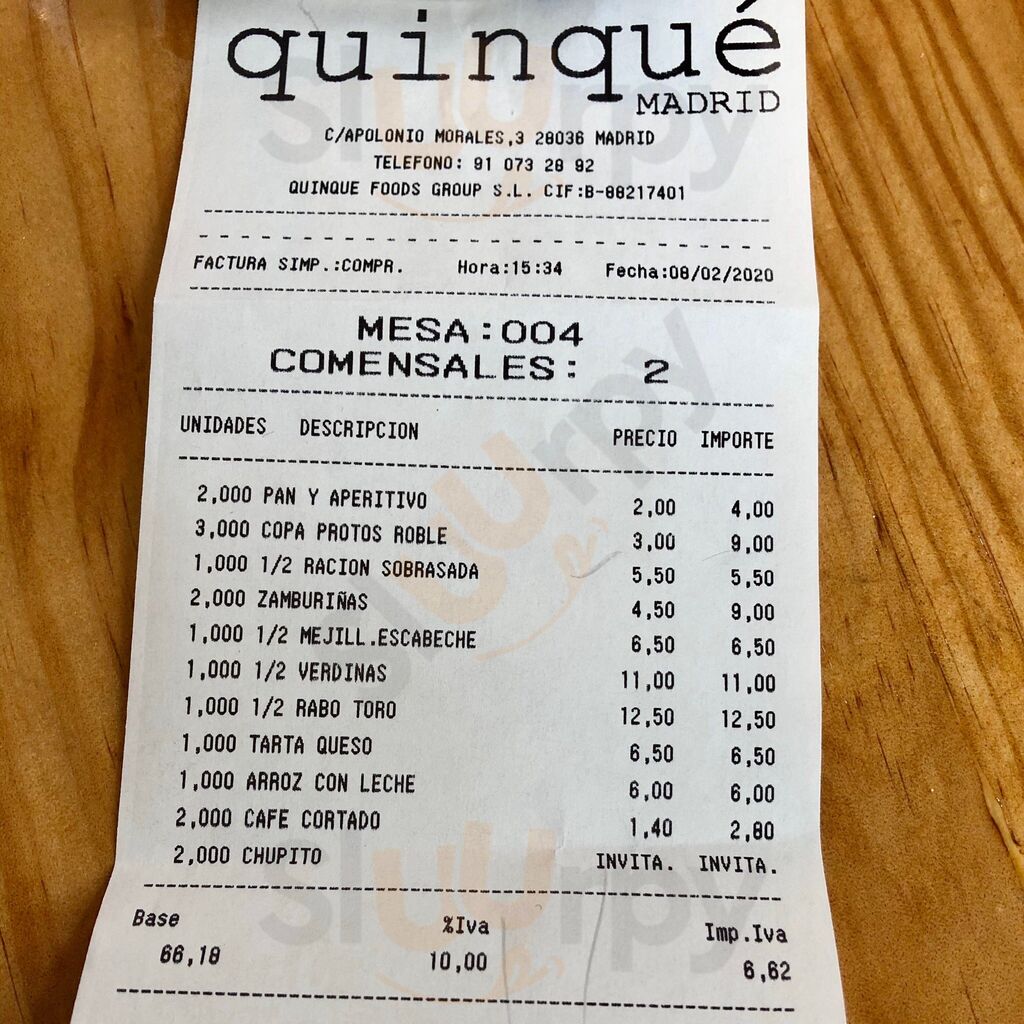 quinqué
MADRID
C/APOLONIO MORALES,3 28036 MADRID
TELEFONO: 91 073 28 92
QUINQUE FOODS GROUP S.L. CIF:B-88217401
FACTURA SIMP.:COMPR. Hora:15:34 Fecha:08/02/2020
MESA:004
COMENSALES: 2
UNIDADES DESCRIPCION PRECIO IMPORTE
2,000 PAN Y APERITIVO 2,00 4,00
3,000 COPA PROTOS ROBLE 3,00 9,00
1,000 1/2 RACION SOBRASADA 5,50 5,50
2,000 ZAMBURIÑAS 4,50 9,00
1,000 1/2 MEJILL.ESCABECHE 6,50 6,50
1,000 1/2 VERDINAS 11,00 11,00
1,000 1/2 RABO TORO 12,50 12,50
1,000 TARTA QUESO 6,50 6,50
1,000 ARROZ CON LECHE 6,00 6,00
2,000 CAFE CORTADO 1,40 2,80
2,000 CHUPITO INVITA. INVITA.
Base %Iva Imp.Iva
66,18 10,00 6,62
sluurpy
sluurpy
sluurpy